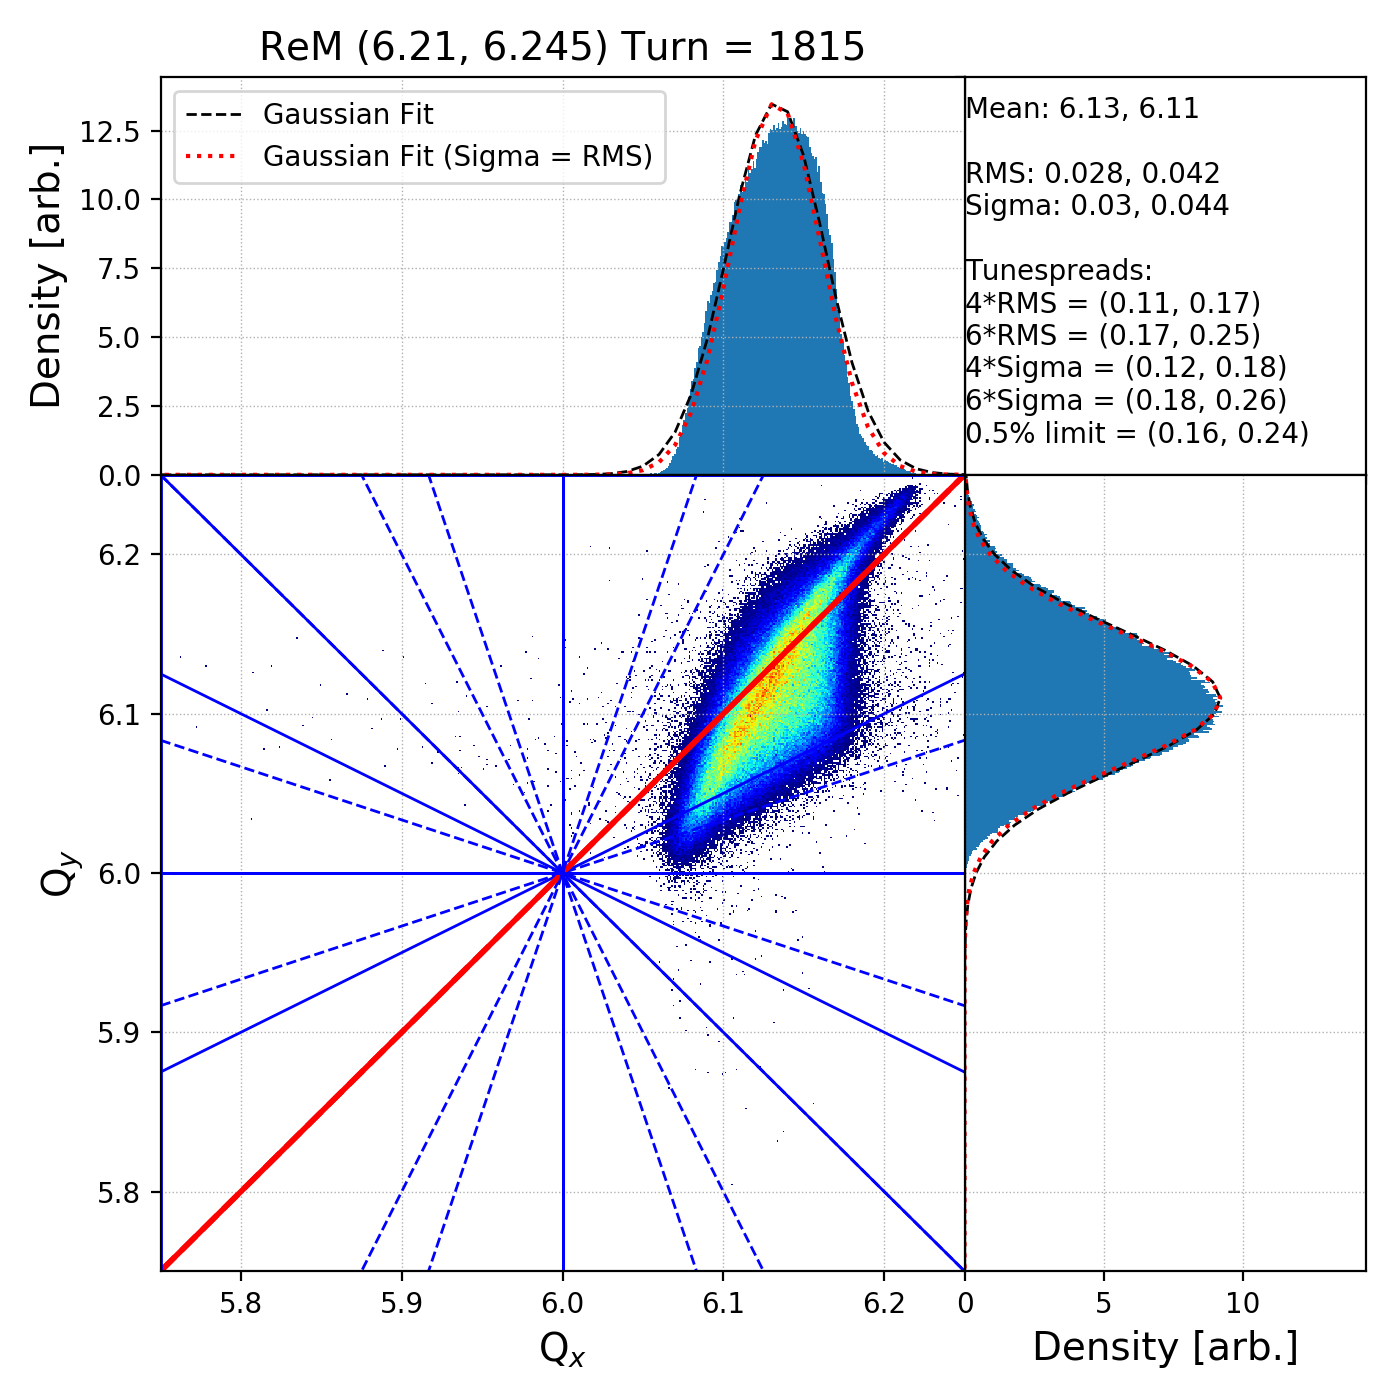 ReM (6.21, 6.245) Turn = 1815
Gaussian Fit
Gaussian Fit (Sigma = RMS)
Density [arb.]
12.5
10.0
7.5
5.0
2.5
0.0
Mean: 6.13, 6.11
RMS: 0.028, 0.042
Sigma: 0.03, 0.044
Tunespreads:
4*RMS = (0.11, 0.17)
6*RMS = (0.17, 0.25)
4*Sigma = (0.12, 0.18)
6*Sigma = (0.18, 0.26)
0.5% limit = (0.16, 0.24)
Qy
6.2
6.1
6.0
5.9
5.8
5.8 5.9 6.0 6.1 6.2
Qx
0 5 10
Density [arb.]